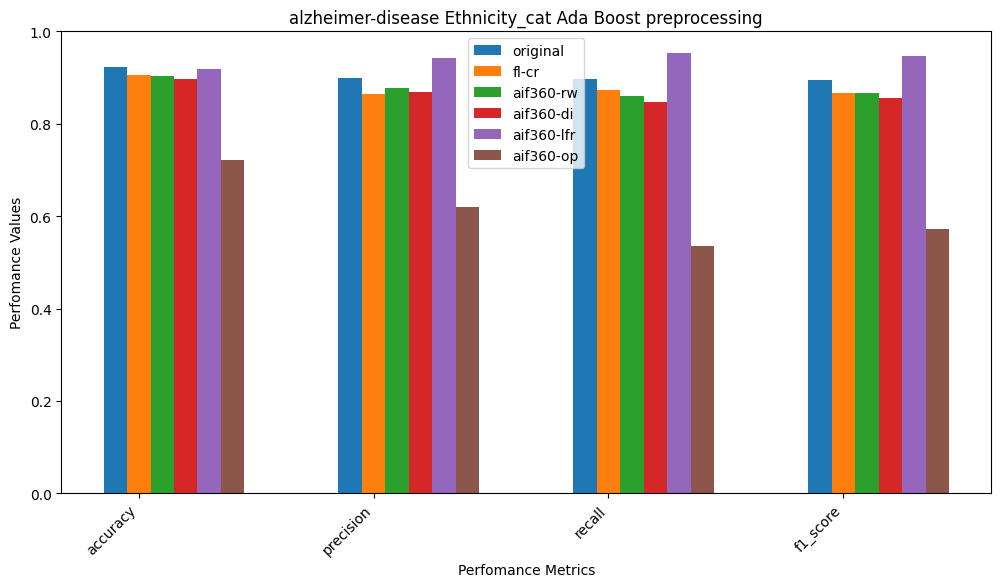 alzheimer-disease Ethnicity_cat Ada Boost preprocessing
original
fl-cr
aif360-rw
aif360-di
aif360-lfr
aif360-op
Perfomance Values
1.0
0.8
0.6
0.4
0.2
0.0
accuracy
precision
recall
f1_score
Perfomance Metrics